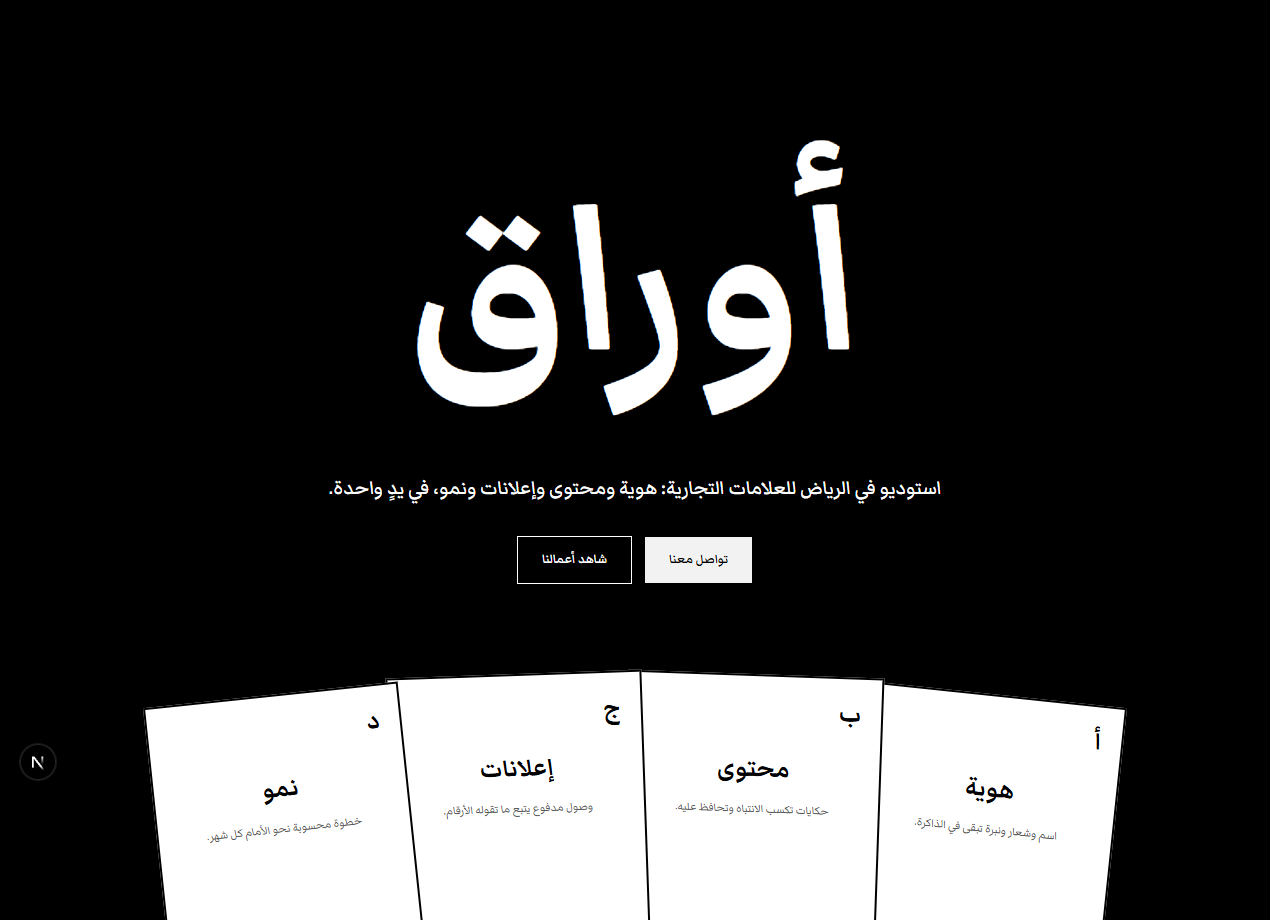 أوراق
استوديو في الرياض للعلامات التجارية: هوية ومحتوى وإعلانات ونمو، في يدٍ واحدة.
تواصل معنا
شاهد أعمالنا
أ
هوية
اسم وشعار ونبرة تبقى في الذاكرة.
ب
محتوى
حكايات تكسب الانتباه وتحافظ عليه.
ج
إعلانات
وصول مدفوع يتبع ما تقوله الأرقام.
د
نمو
خطوة محسوبة نحو الأمام كل شهر.
N